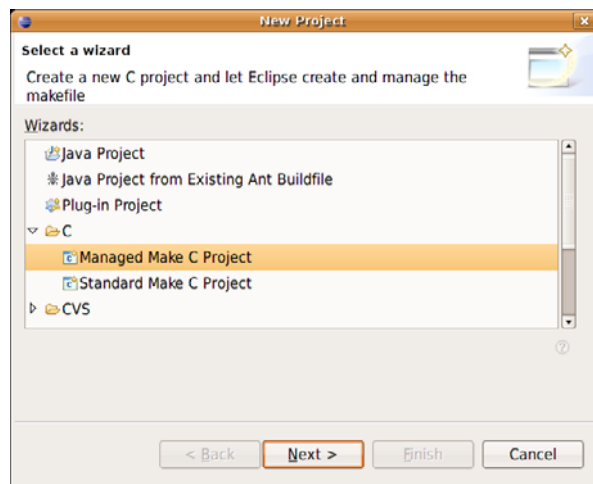 New Project
Select a wizard
Create a new C project and let Eclipse create and manage the
makefile
Wizards:
Java Project
Java Project from Existing Ant Buildfile
Plug-in Project
C
Managed Make C Project
Standard Make C Project
CVS
< Back Next > Finish Cancel